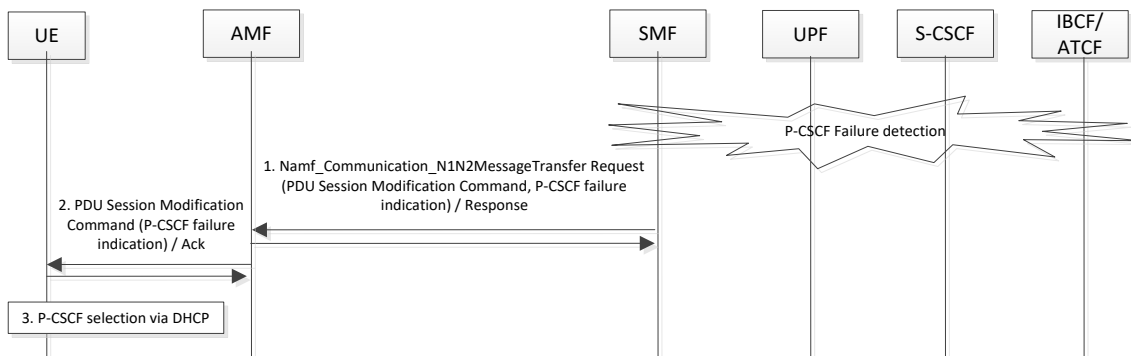 UE
AMF
SMF
UPF
S-CSCF
IBCF/
ATCF
P-CSCF Failure detection
1. Namf_Communication_N1N2MessageTransfer Request
(PDU Session Modification Command, P-CSCF failure
indication) / Response
2. PDU Session Modification
Command (P-CSCF failure
indication) / Ack
3. P-CSCF selection via DHCP